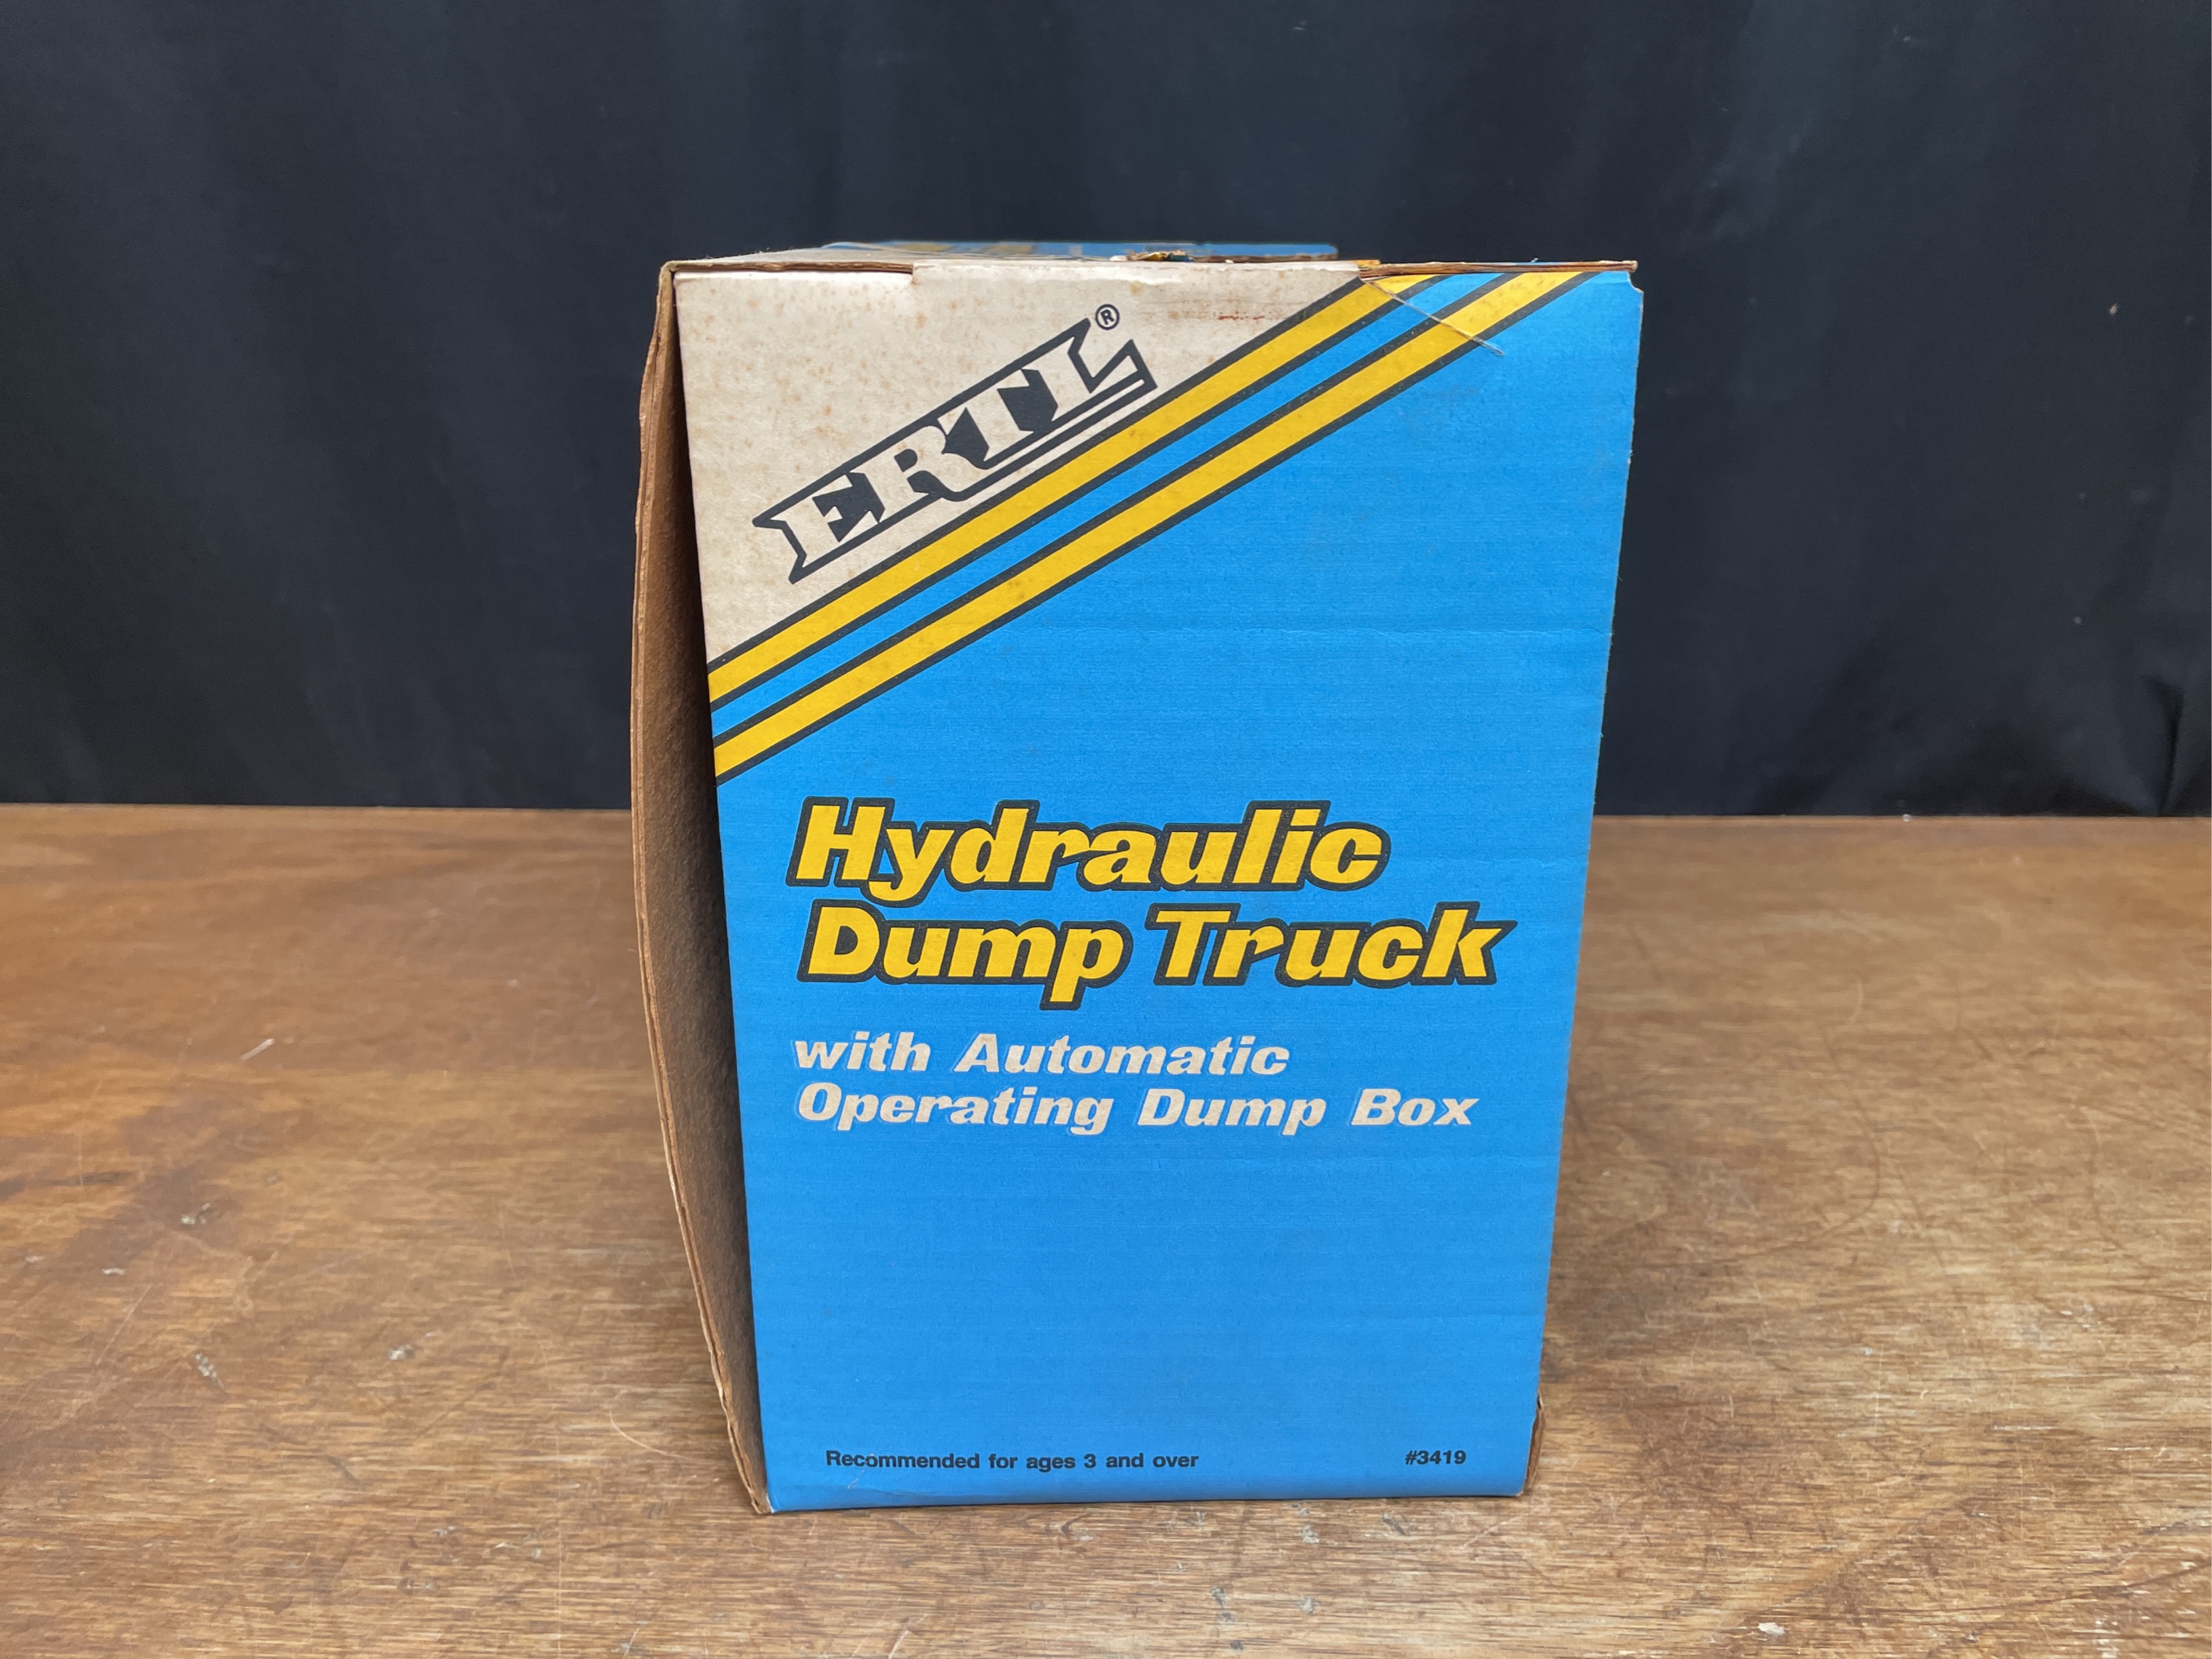 ERTL®
Hydraulic
Dump Truck
with Automatic
Operating Dump Box
Recommended for ages 3 and over
#3419